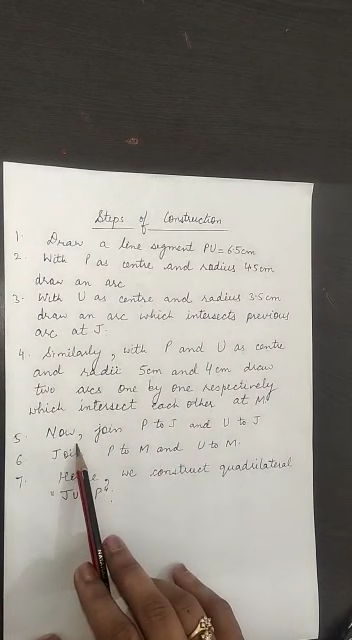 Steps of Construction
1. Draw a line segment PU = 6.5cm
2. With P as centre and radius 4.5cm
draw an arc
3. With U as centre and radius 3.5cm
draw an arc which intersects previous
arc at J.
4. Similarly, with P and U as centre
and radii 5cm and 4cm draw
two arcs one by one respectively
which intersect each other at M
5. Now, join P to J and U to J
6 Join P to M and U to M.
7. we construct quadrilateral